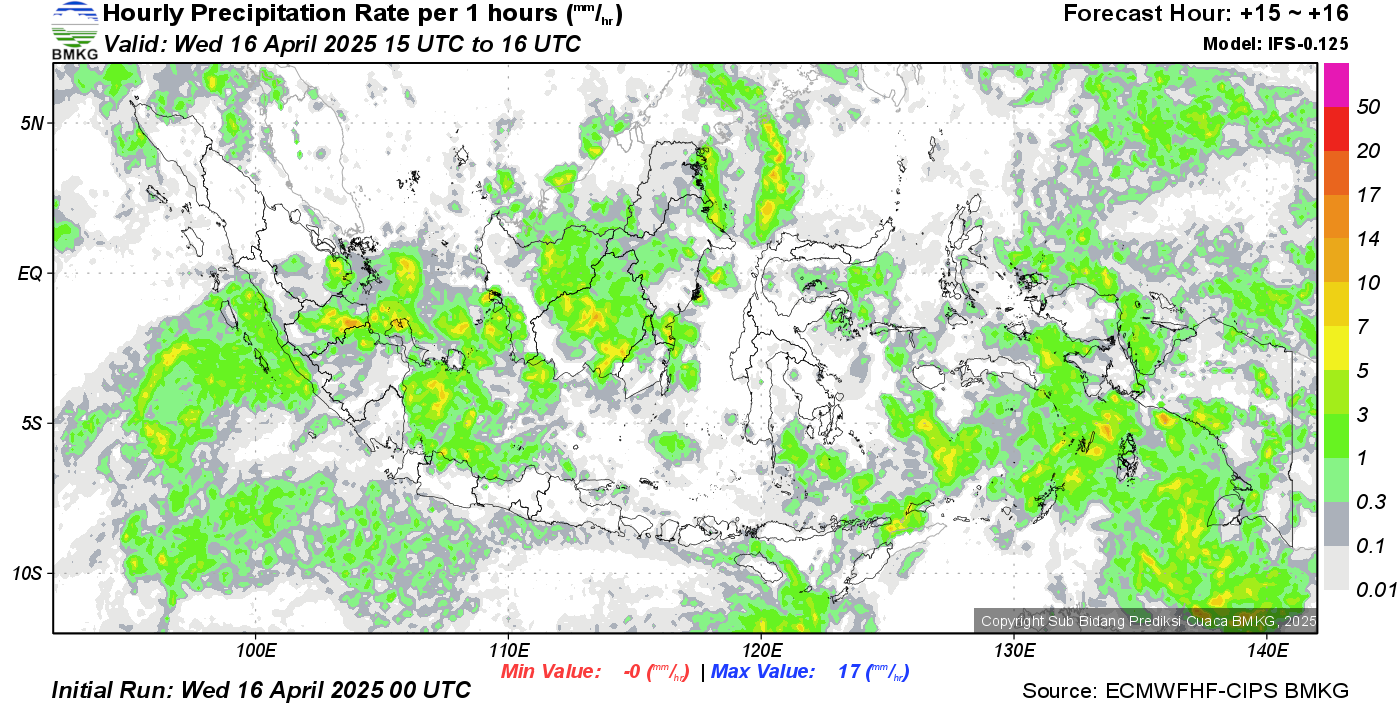 Hourly Precipitation Rate per 1 hours (mm/hr)
Forecast Hour: +15 ~ +16
BMKG
Valid: Wed 16 April 2025 15 UTC to 16 UTC
Model: IFS-0.125
5N
EQ
5S
10S
50
20
17
14
10
7
5
3
1
0.3
0.1
0.01
Copyright Sub Bidang Prediksi Cuaca BMKG, 2025
100E
110E
120E
130E
140E
Min Value: -0 (mm/hr) | Max Value: 17 (mm/hr)
Initial Run: Wed 16 April 2025 00 UTC
Source: ECMWFHF-CIPS BMKG